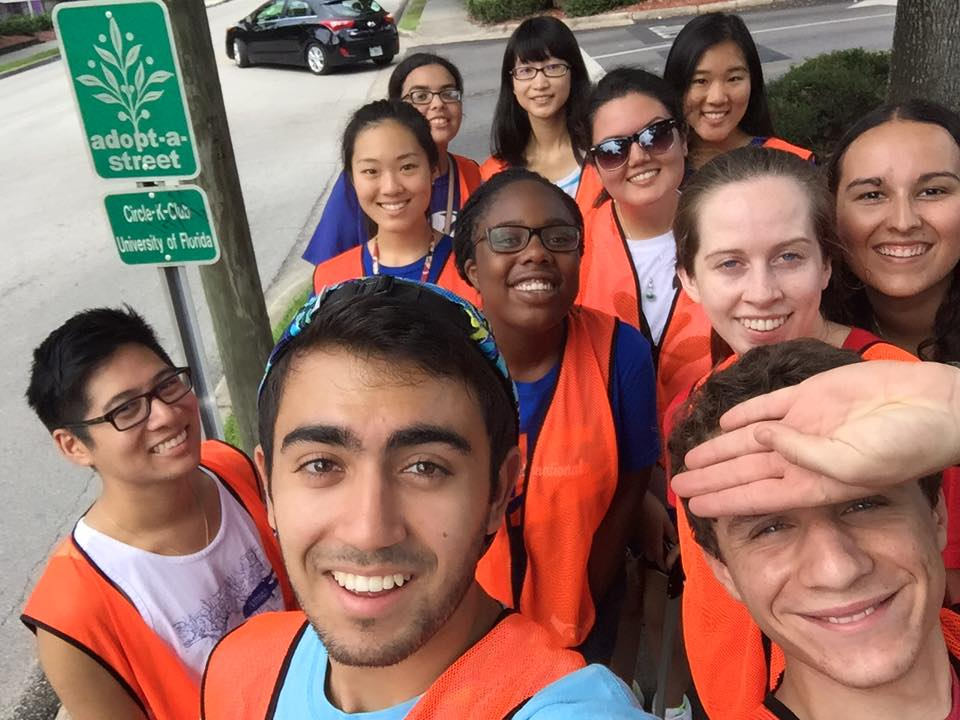 adopt-a-
street
Circle-K-Club
University of Florida